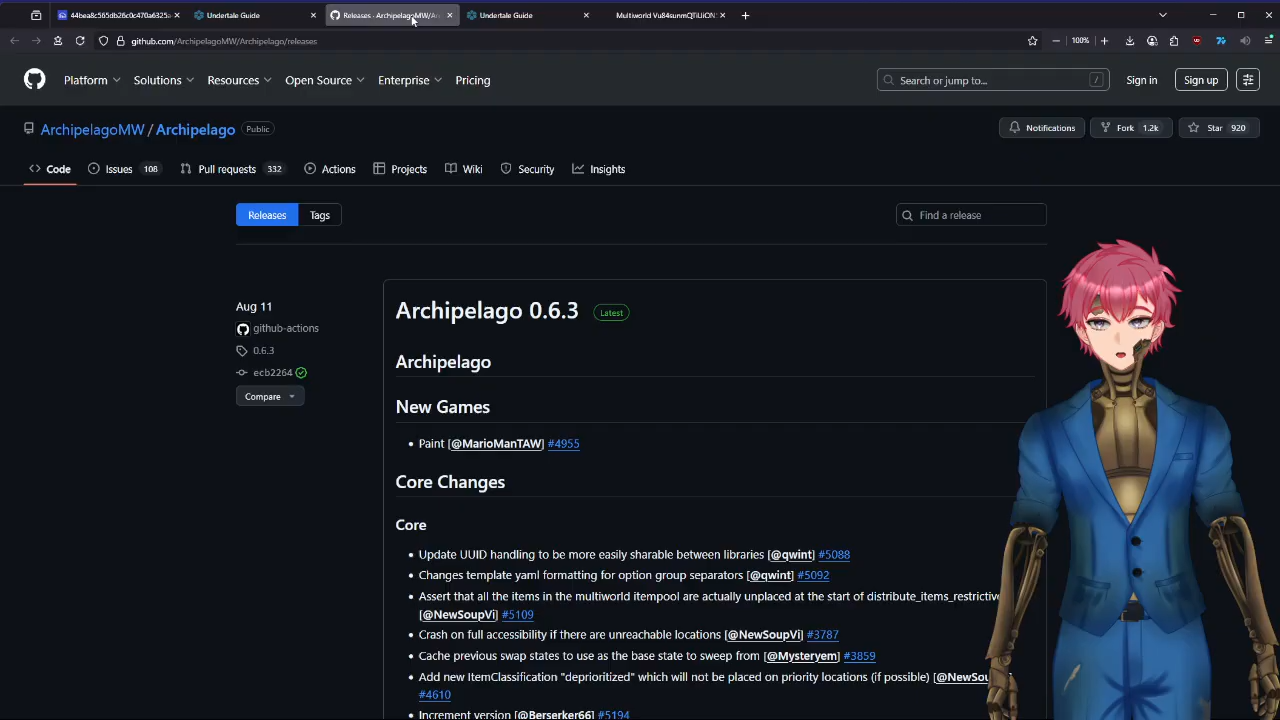 44bea8c565db26c0c470a6325a
Undertale Guide
Releases · ArchipelagoMW/Ar
Undertale Guide
Multiworld Vu84sunmQTiUiON
github.com/ArchipelagoMW/Archipelago/releases
100%
Platform
Solutions
Resources
Open Source
Enterprise
Pricing
Search or jump to...
/
Sign in
Sign up
ArchipelagoMW / Archipelago
Public
Notifications
Fork 1.2k
Star 920
Code
Issues 108
Pull requests 332
Actions
Projects
Wiki
Security
Insights
Releases
Tags
Find a release
Aug 11
github-actions
0.6.3
ecb2264
Compare
Archipelago 0.6.3
Latest
Archipelago
New Games
• Paint [@MarioManTAW] #4955
Core Changes
Core
• Update UUID handling to be more easily sharable between libraries [@qwint] #5088
• Changes template yaml formatting for option group separators [@qwint] #5092
• Assert that all the items in the multiworld itempool are actually unplaced at the start of distribute_items_restrictive
[@NewSoupVi] #5109
• Crash on full accessibility if there are unreachable locations [@NewSoupVi] #3787
• Cache previous swap states to use as the base state to sweep from [@Mysteryem] #3859
• Add new ItemClassification "deprioritized" which will not be placed on priority locations (if possible) [@NewSou
#4610
• Increment version [@Berserker66] #5194